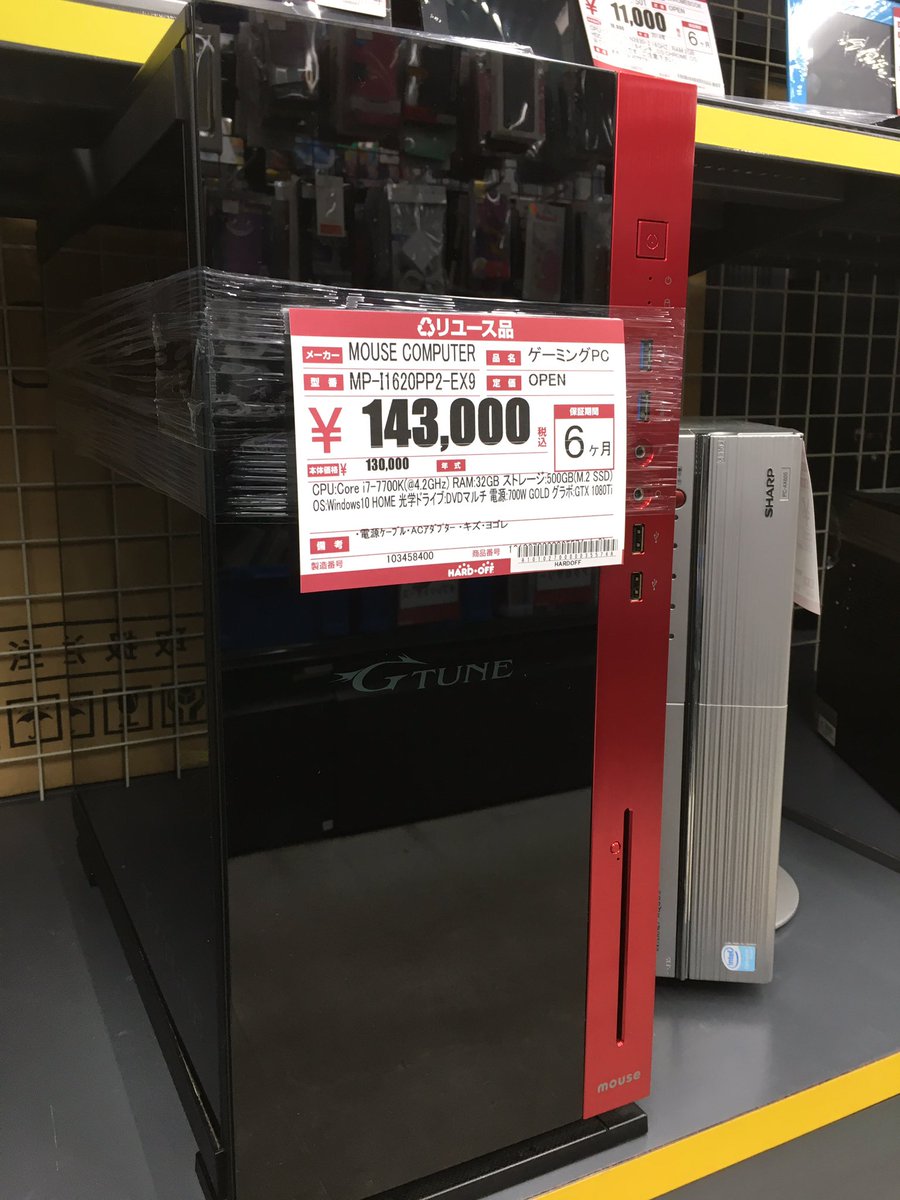 11,000
OPEN
6ヶ月
リユース品
メーカー MOUSE COMPUTER 品名 ゲーミングPC
型番 MP-I1620PP2-EX9 定価 OPEN
¥ 143,000 税込
保証期間
6ヶ月
本体価格 ¥ 130,000 年式
CPU:Core i7-7700K(@4.2GHz) RAM:32GB ストレージ:500GB(M.2 SSD)
OS:Windows10 HOME 光学ドライブ:DVDマルチ 電源:700W GOLD グラボ:GTX 1080Ti
備考 ・電源ケーブル・ACアダプター ・キズ・ヨゴレ
製造番号 103458400 商品番号
HARD・OFF
HARDOFF
SHARP
G TUNE
取扱注意
intel
mouse